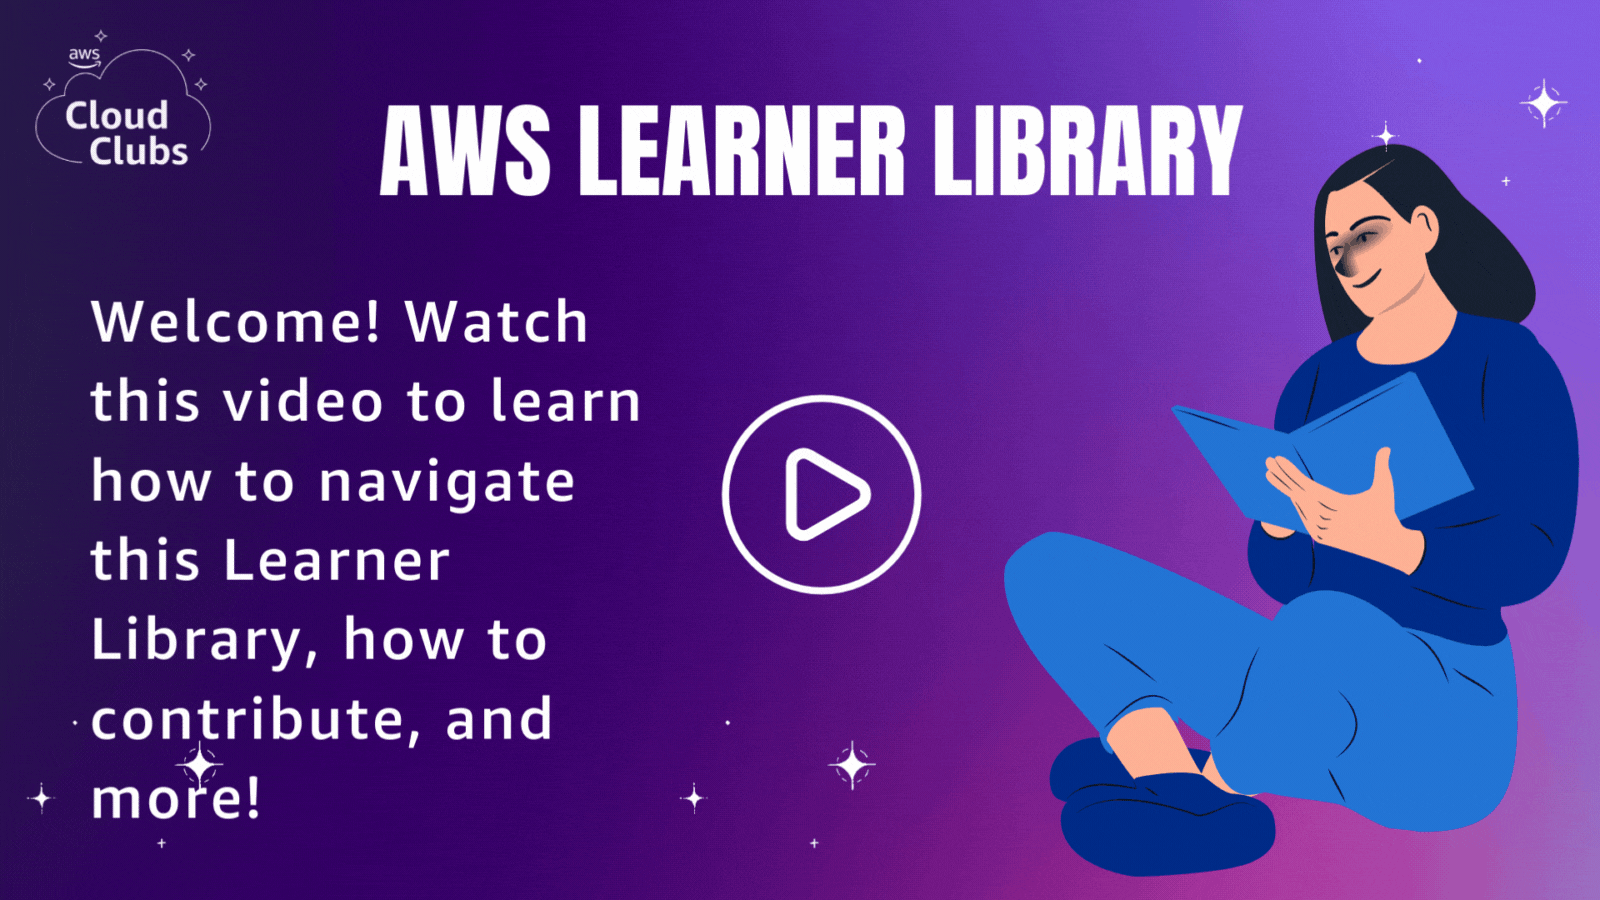 aws
Cloud
Clubs
AWS LEARNER LIBRARY
Welcome! Watch
this video to learn
how to navigate
this Learner
Library, how to
contribute, and
more!